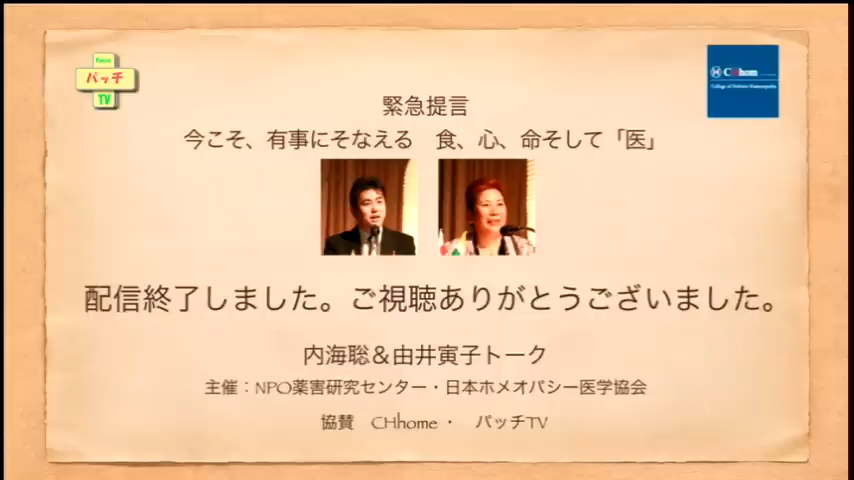 Patch
パッチ
TV
CHhom
College of Holistic Homoeopathy
緊急提言
今こそ、有事にそなえる 食、心、命そして「医」
配信終了しました。ご視聴ありがとうございました。
内海聡＆由井寅子トーク
主催：NPO薬害研究センター・日本ホメオパシー医学協会
協賛 CHhome・ パッチTV